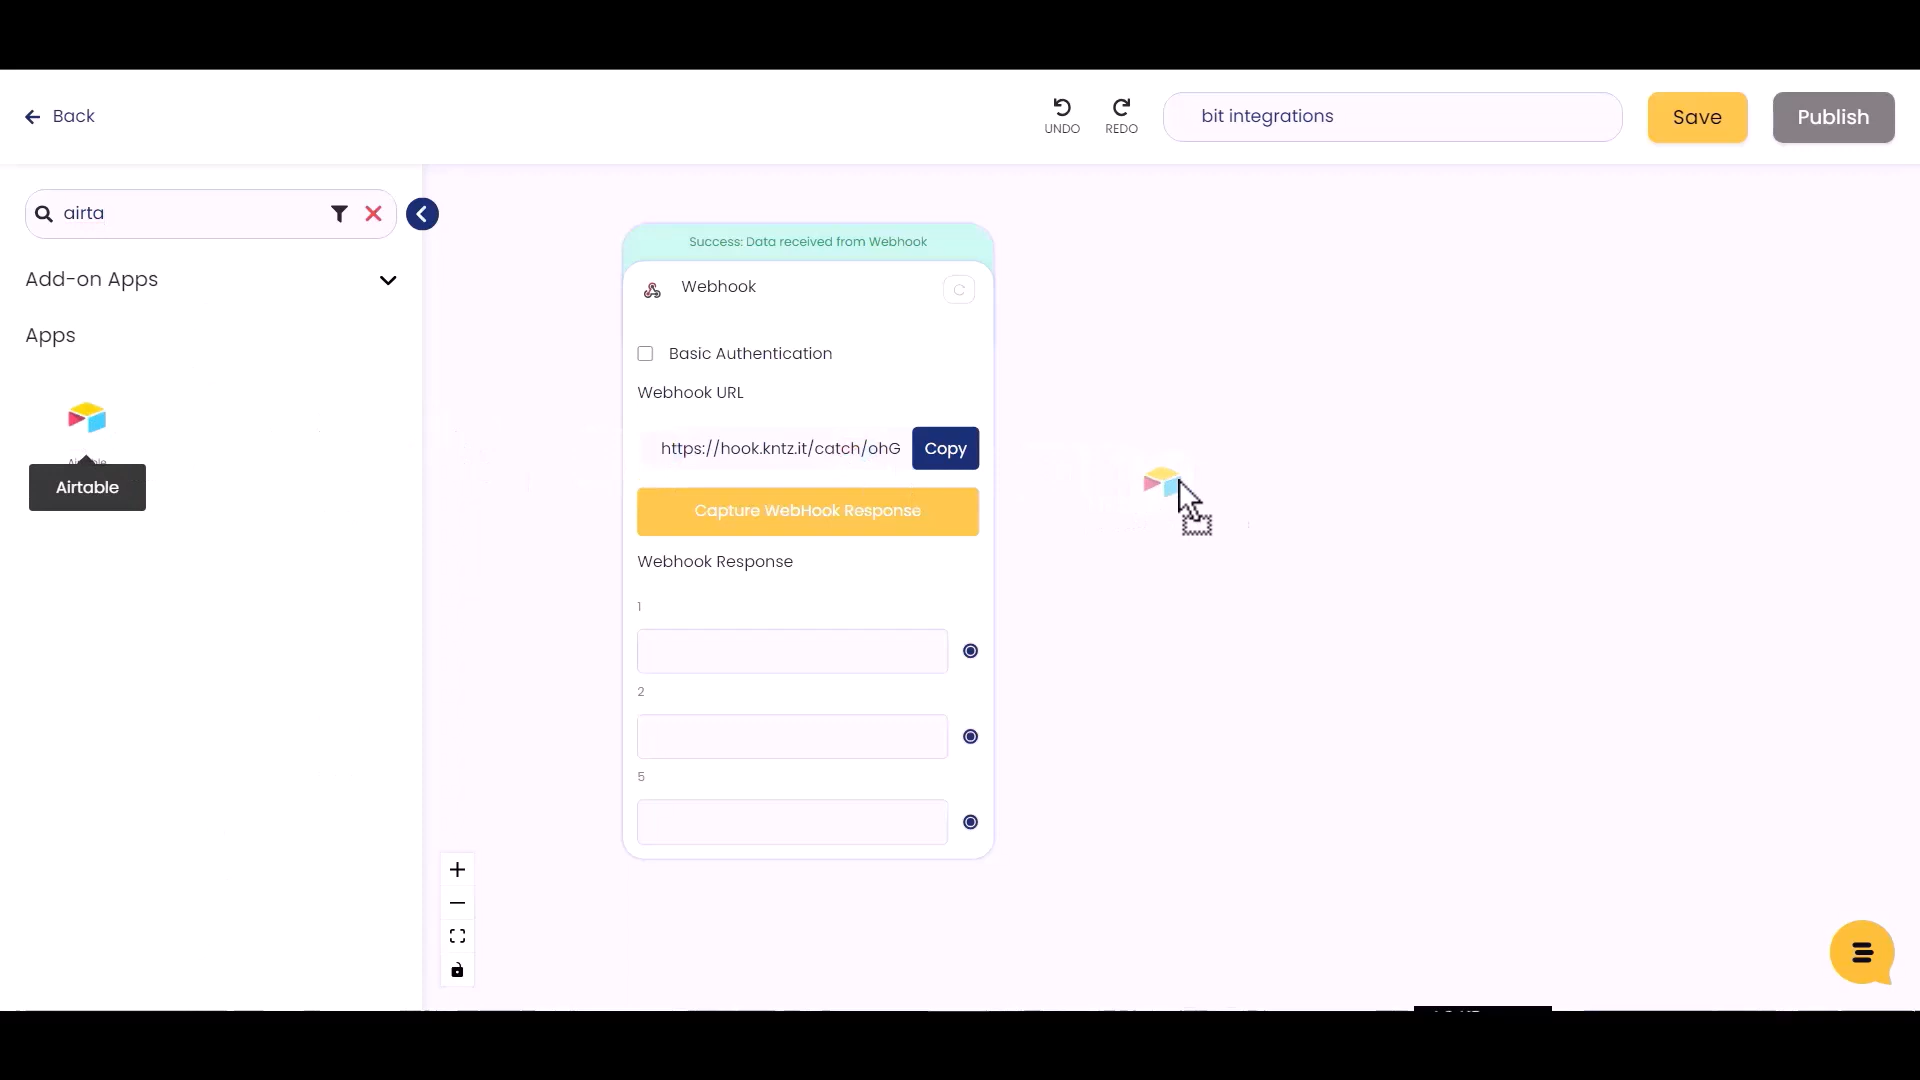 Back
UNDO
REDO
bit integrations
Save
Publish
airta
Add-on Apps
Apps
Airtable
Success: Data received from Webhook
Webhook
Basic Authentication
Webhook URL
https://hook.kntz.it/catch/ohG
Copy
Capture WebHook Response
Webhook Response
1
2
5